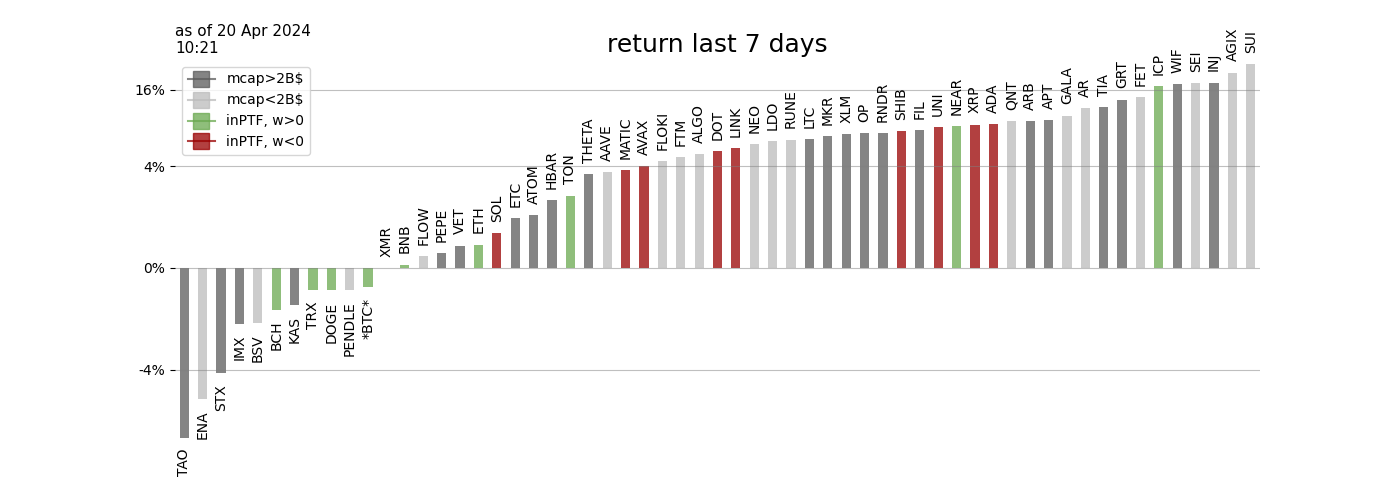 as of 20 Apr 2024
10:21
return last 7 days
mcap>2B$
mcap<2B$
inPTF, w>0
inPTF, w<0
16%
4%
0%
-4%
TAO
ENA
STX
IMX
BSV
BCH
KAS
TRX
DOGE
PENDLE
*BTC*
XMR
BNB
FLOW
PEPE
VET
ETH
SOL
ETC
ATOM
HBAR
TON
THETA
AAVE
MATIC
AVAX
FLOKI
FTM
ALGO
DOT
LINK
NEO
LDO
RUNE
LTC
MKR
XLM
OP
RNDR
SHIB
FIL
UNI
NEAR
XRP
ADA
QNT
ARB
APT
GALA
AR
TIA
GRT
FET
ICP
WIF
SEI
INJ
AGIX
SUI